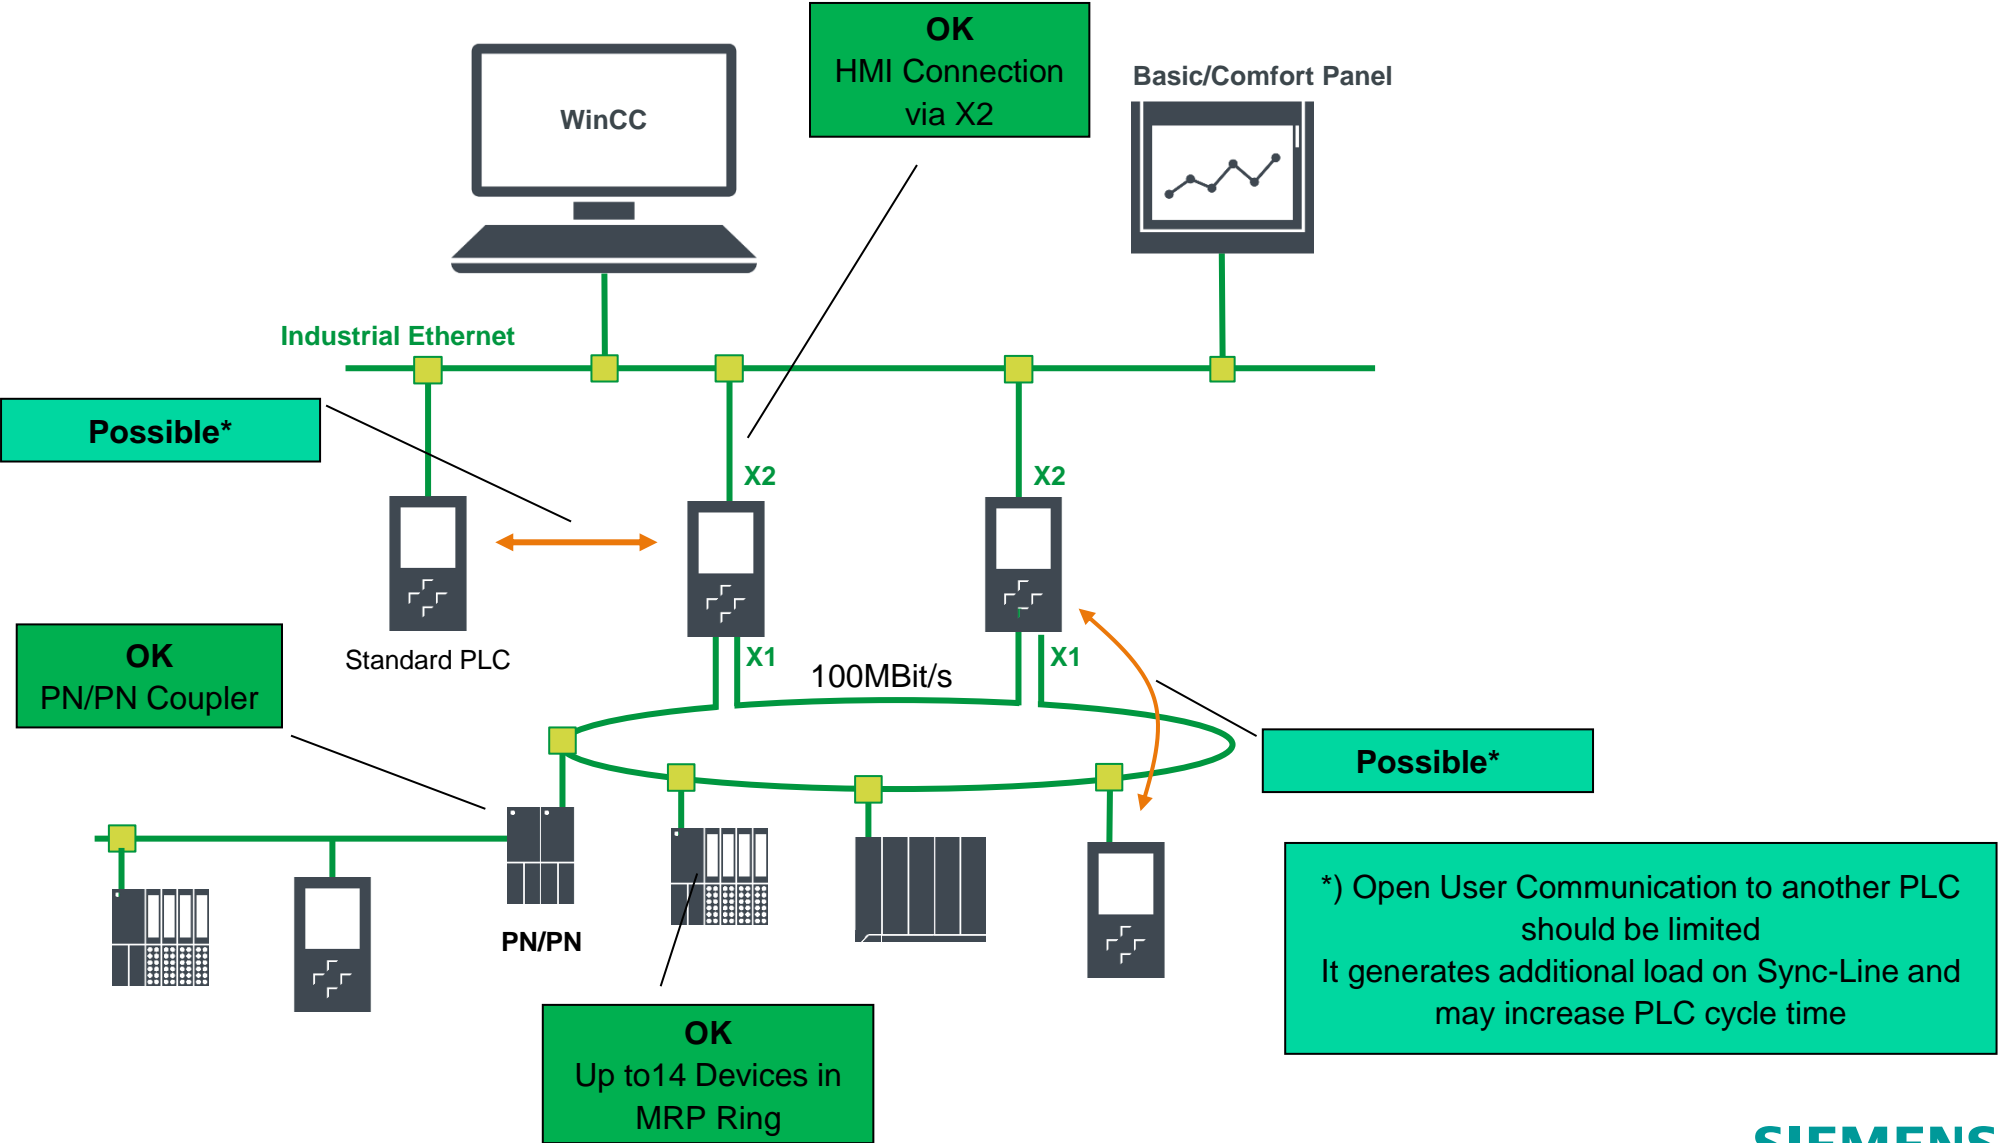 OK
HMI Connection
via X2
WinCC
Basic/Comfort Panel
Industrial Ethernet
Possible*
X2
X2
OK
PN/PN Coupler
Standard PLC
X1
100MBit/s
X1
Possible*
PN/PN
*) Open User Communication to another PLC
should be limited
It generates additional load on Sync-Line and
may increase PLC cycle time
OK
Up to14 Devices in
MRP Ring
SIEMENS